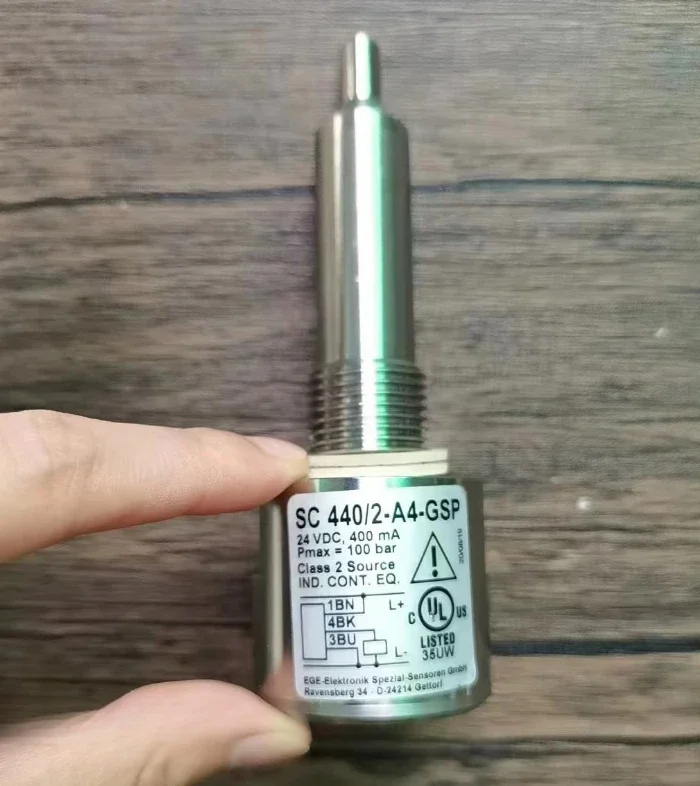 SC 440/2-A4-GSP
24 VDC, 400 mA
Pmax = 100 bar
Class 2 Source
IND. CONT. EQ.
1BN
L+
4BK
3BU
L-
C UL US
LISTED
35UW
EGE-Elektronik Spezial-Sensoren GmbH
Ravensberg 34 - D-24214 Gettorf